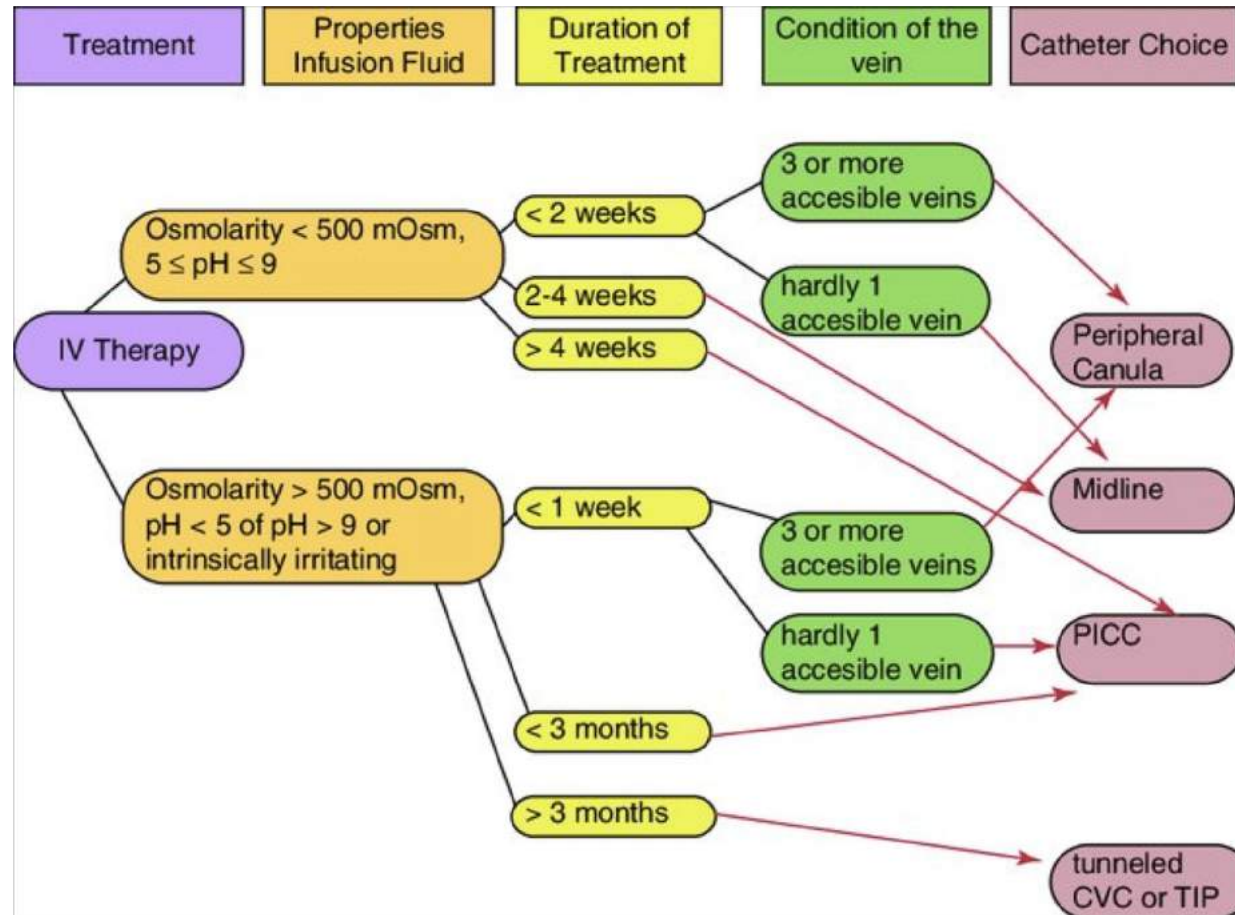 Treatment
Properties
Infusion Fluid
Duration of
Treatment
Condition of the
vein
Catheter Choice
3 or more
accesible veins
< 2 weeks
Osmolarity < 500 mOsm,
5 ≤ pH ≤ 9
hardly 1
accesible vein
2-4 weeks
> 4 weeks
IV Therapy
Peripheral
Canula
Osmolarity > 500 mOsm,
pH < 5 of pH > 9 or
intrinsically irritating
< 1 week
Midline
3 or more
accesible veins
hardly 1
accesible vein
PICC
< 3 months
> 3 months
tunneled
CVC or TIP